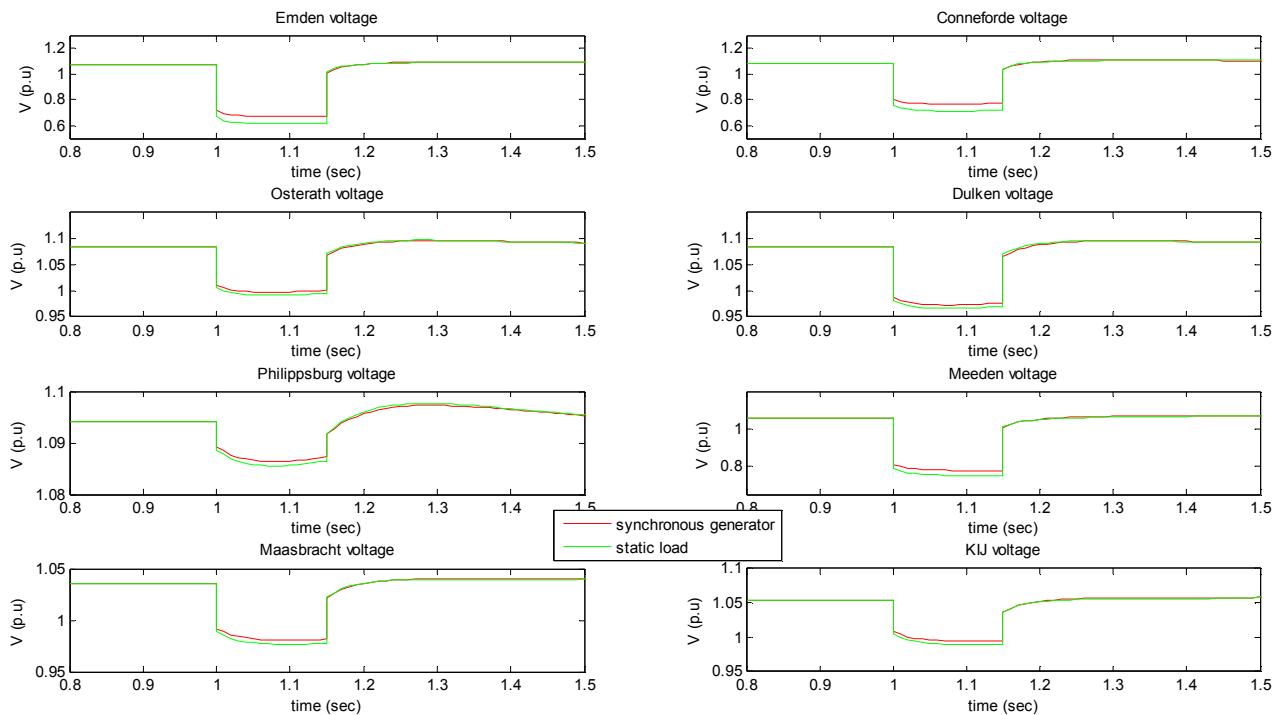 Emden voltage
V (p.u)
1.2
1
0.8
0.6
0.8 0.9 1 1.1 1.2 1.3 1.4 1.5
time (sec)
Conneforde voltage
V (p.u)
1.2
1
0.8
0.6
0.8 0.9 1 1.1 1.2 1.3 1.4 1.5
time (sec)
Osterath voltage
V (p.u)
1.1
1.05
1
0.95
0.8 0.9 1 1.1 1.2 1.3 1.4 1.5
time (sec)
Dulken voltage
V (p.u)
1.1
1.05
1
0.95
0.8 0.9 1 1.1 1.2 1.3 1.4 1.5
time (sec)
Philippsburg voltage
V (p.u)
1.1
1.09
1.08
0.8 0.9 1 1.1 1.2 1.3 1.4 1.5
time (sec)
Meeden voltage
V (p.u)
1
0.8
0.8 0.9 1 1.1 1.2 1.3 1.4 1.5
time (sec)
synchronous generator
static load
Maasbracht voltage
V (p.u)
1.05
1
0.95
0.8 0.9 1 1.1 1.2 1.3 1.4 1.5
time (sec)
KIJ voltage
V (p.u)
1.05
1
0.95
0.8 0.9 1 1.1 1.2 1.3 1.4 1.5
time (sec)